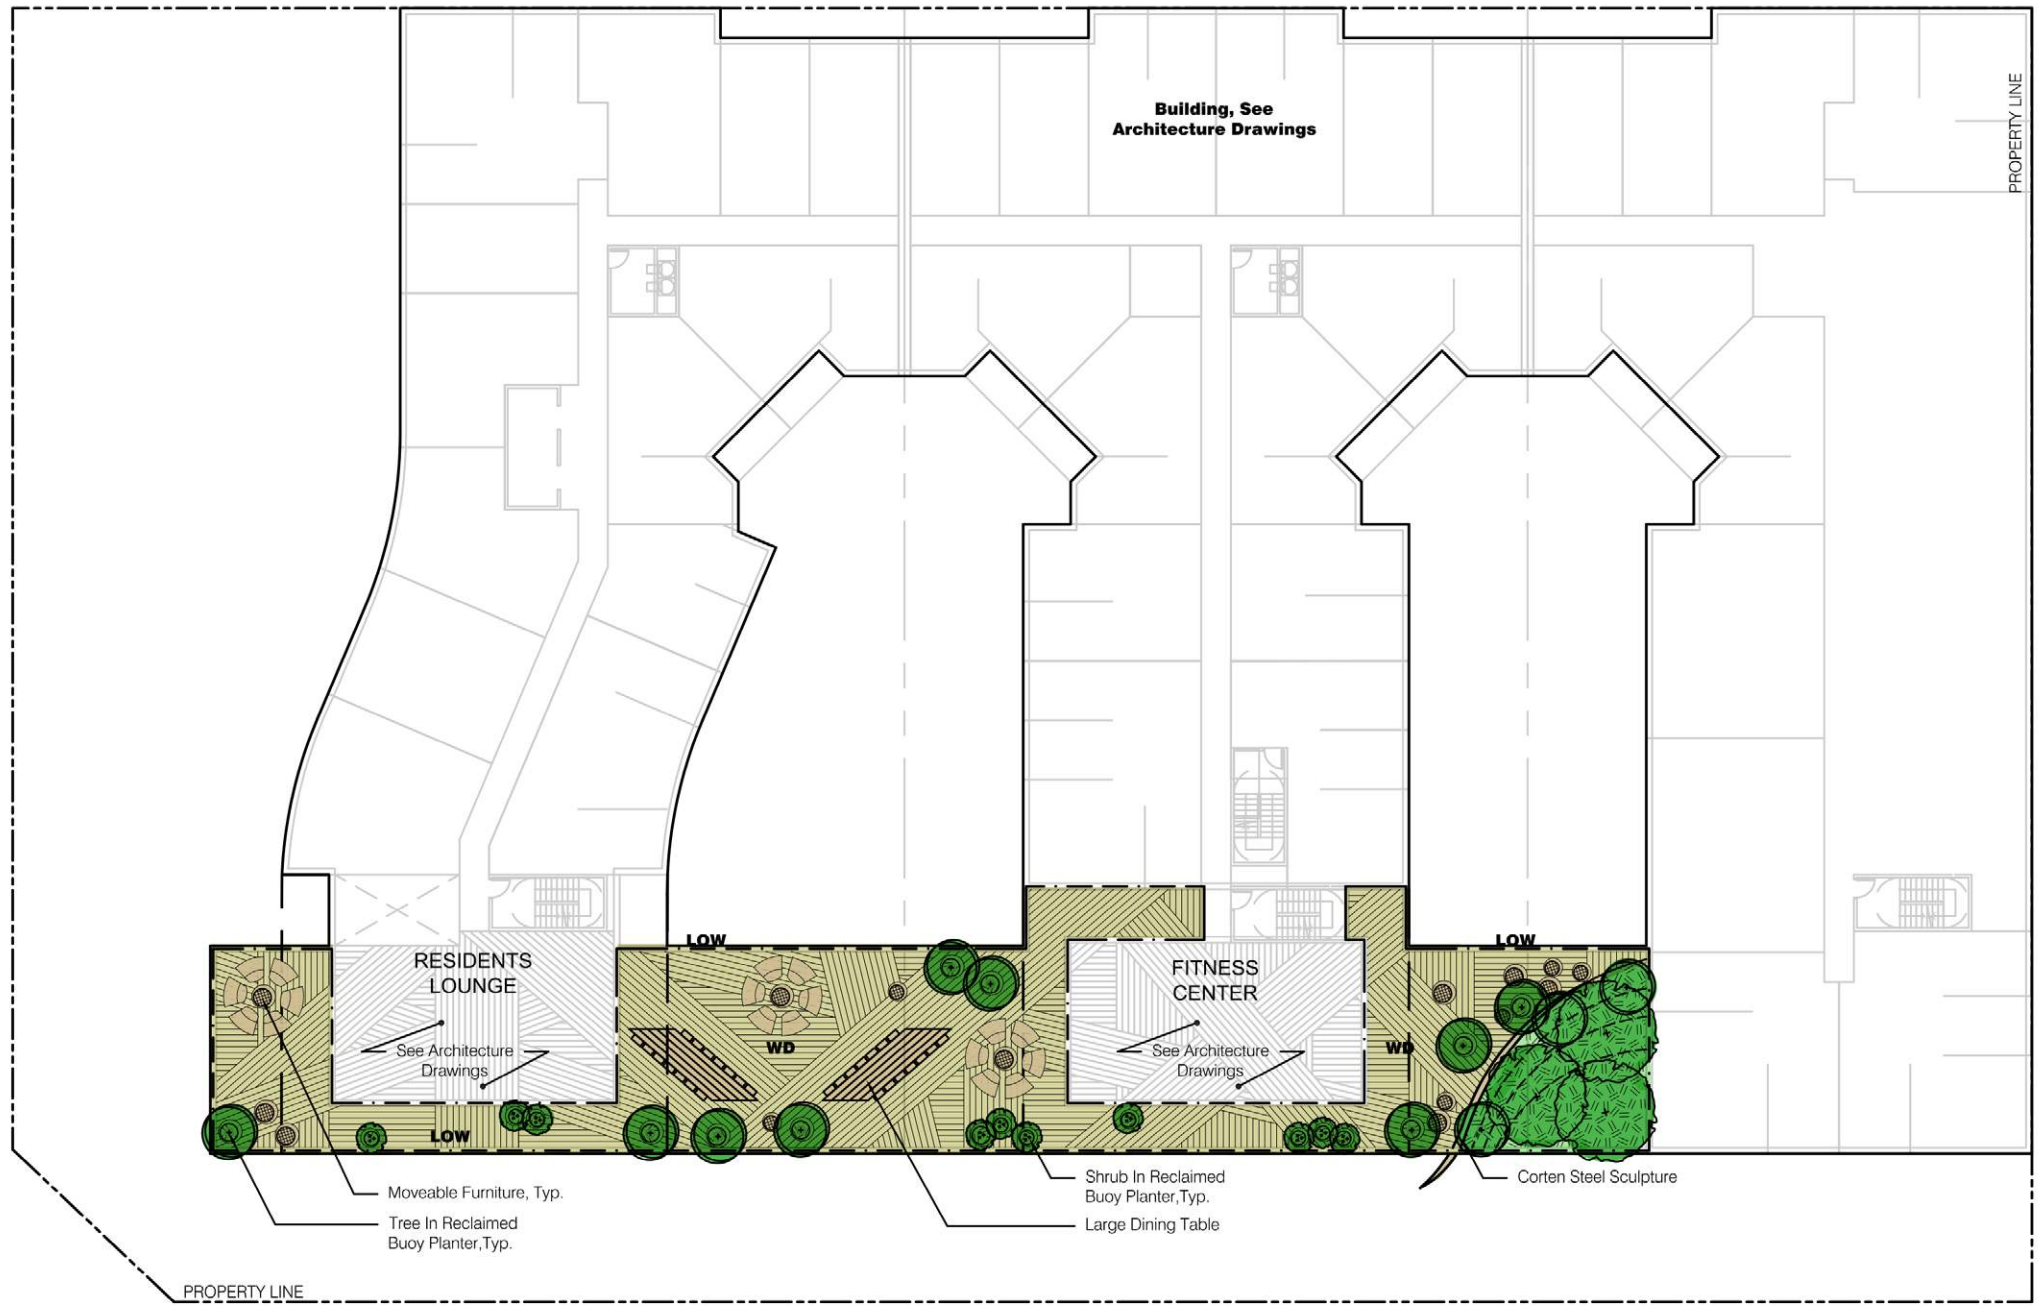 Building, See
Architecture Drawings
PROPERTY LINE
LOW
LOW
RESIDENTS
LOUNGE
FITNESS
CENTER
See Architecture
Drawings
WD
See Architecture
Drawings
WD
LOW
Moveable Furniture, Typ.
Tree In Reclaimed
Buoy Planter,Typ.
Shrub In Reclaimed
Buoy Planter,Typ.
Large Dining Table
Corten Steel Sculpture
PROPERTY LINE